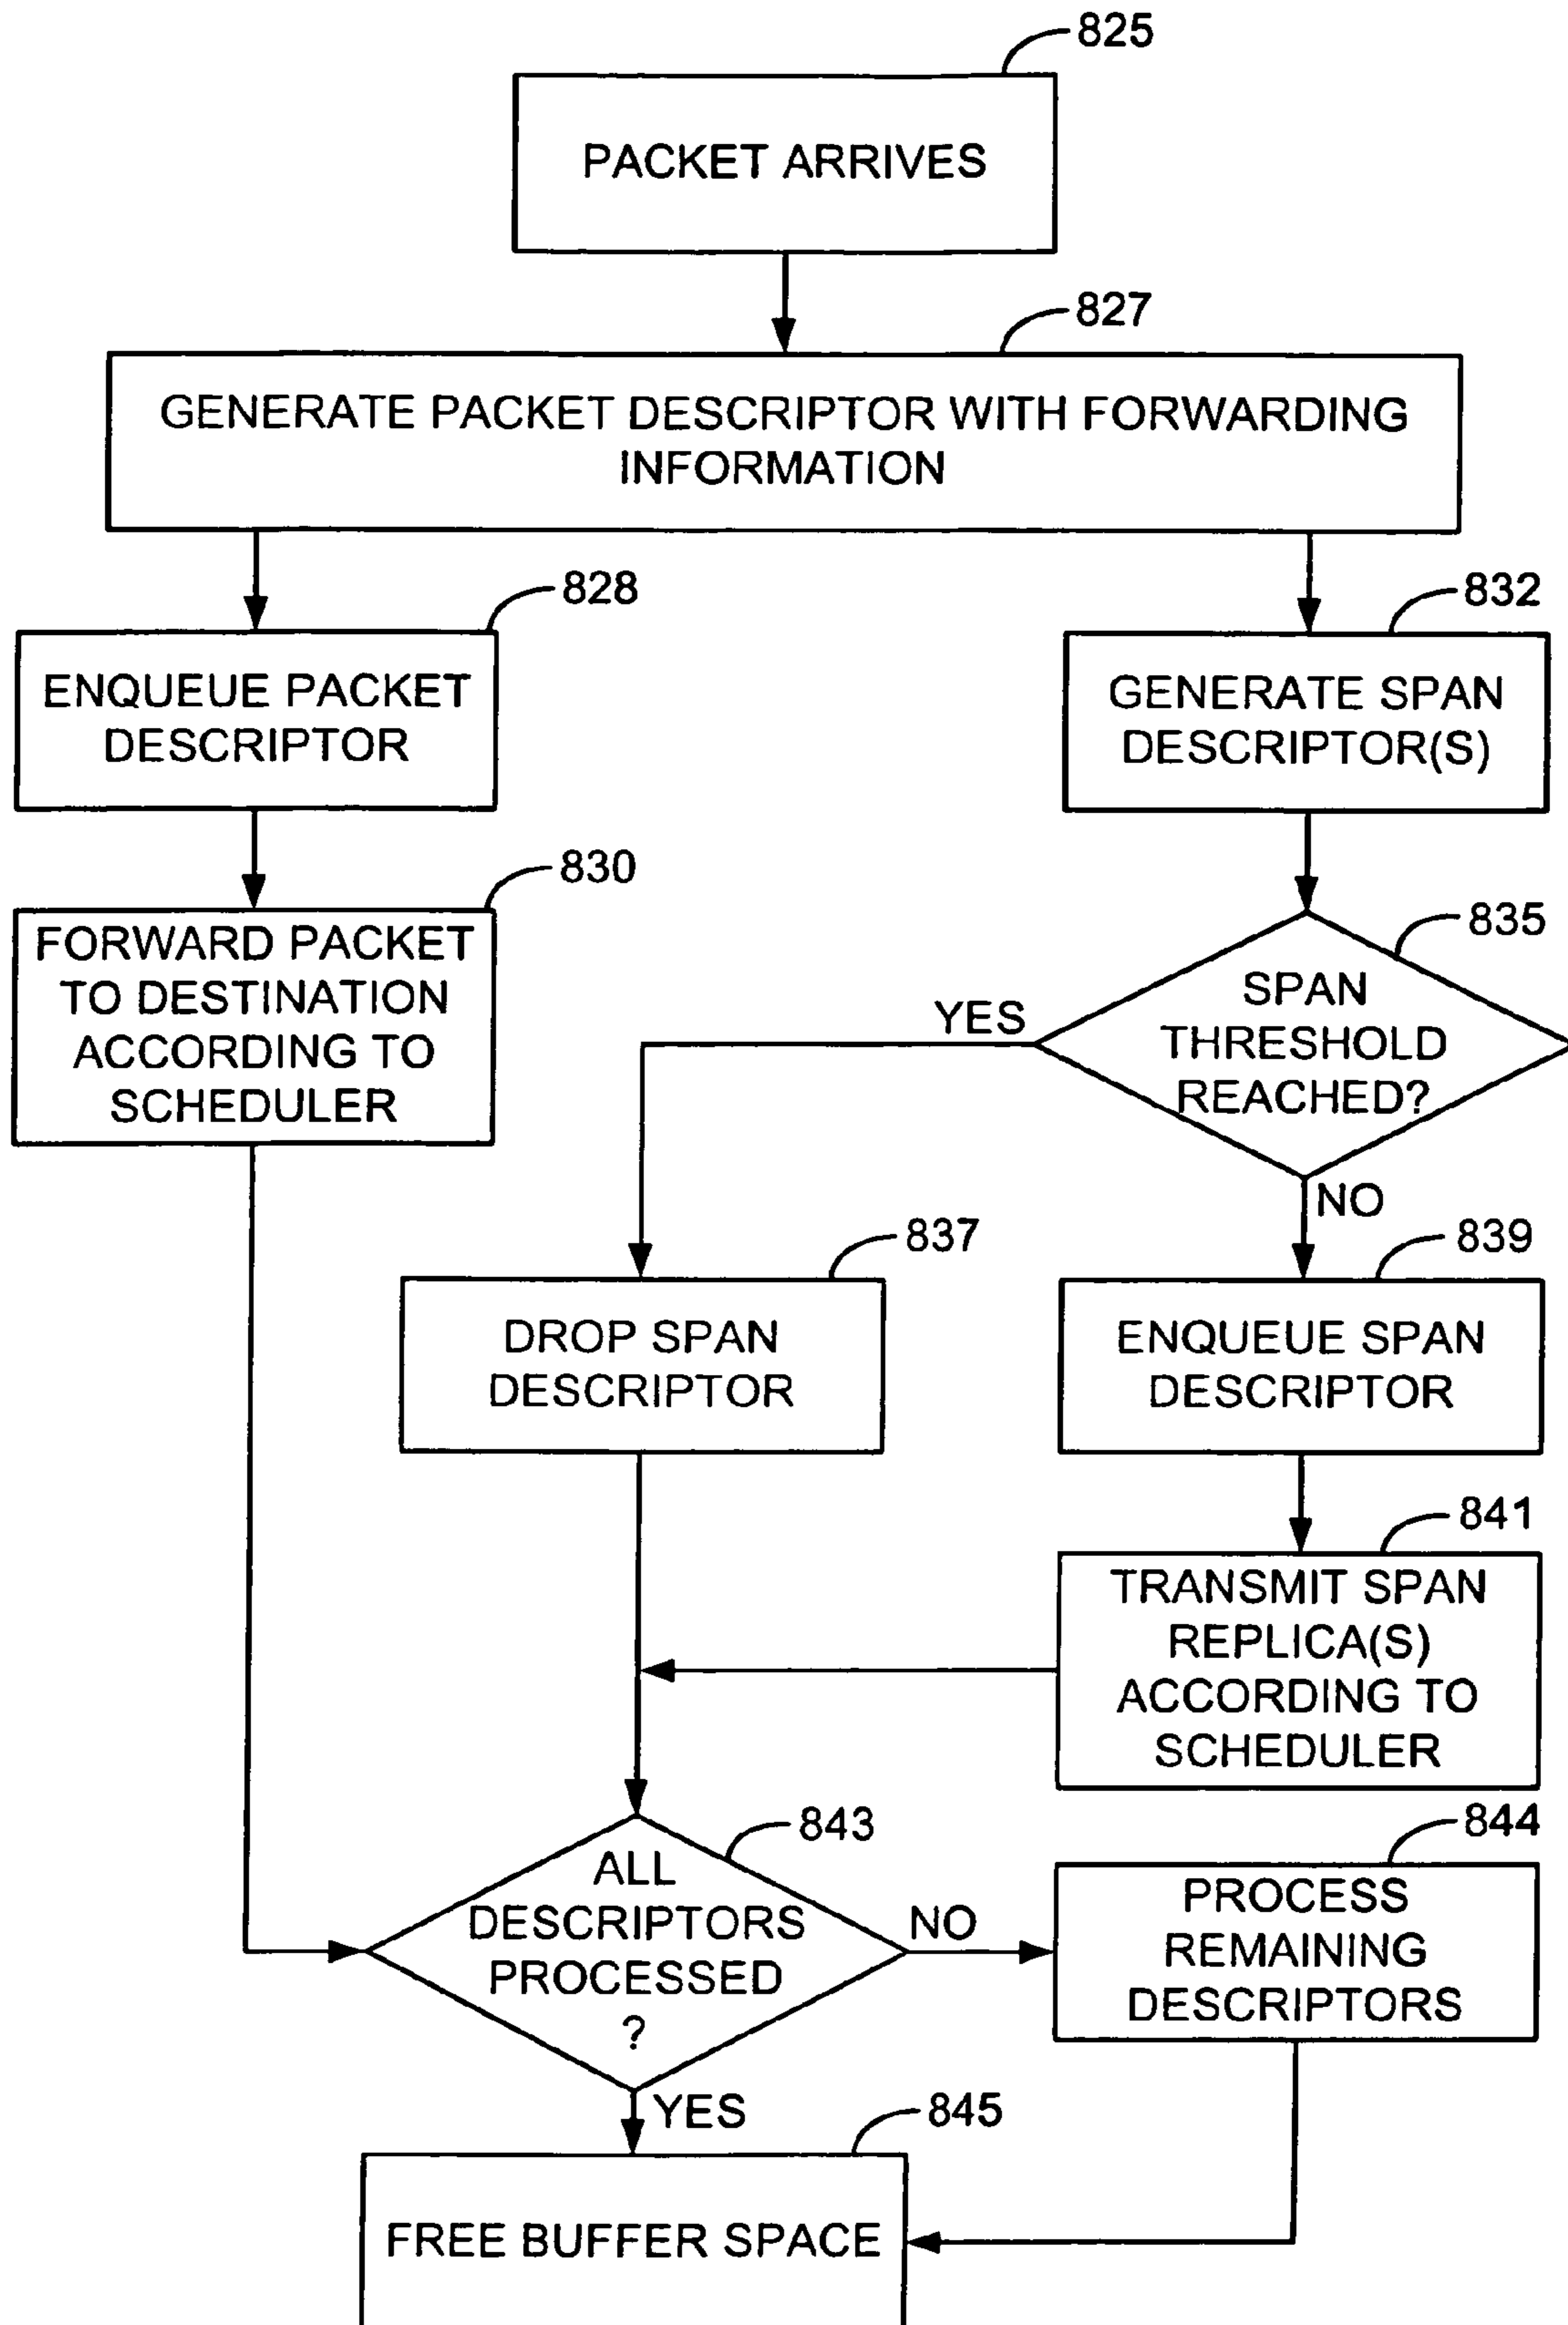 825
PACKET ARRIVES
827
GENERATE PACKET DESCRIPTOR WITH FORWARDING
INFORMATION
828
ENQUEUE PACKET
DESCRIPTOR
832
GENERATE SPAN
DESCRIPTOR(S)
830
FORWARD PACKET
TO DESTINATION
ACCORDING TO
SCHEDULER
835
SPAN
THRESHOLD
REACHED?
YES
NO
837
DROP SPAN
DESCRIPTOR
839
ENQUEUE SPAN
DESCRIPTOR
841
TRANSMIT SPAN
REPLICA(S)
ACCORDING TO
SCHEDULER
843
ALL
DESCRIPTORS
PROCESSED
?
NO
844
PROCESS
REMAINING
DESCRIPTORS
YES
845
FREE BUFFER SPACE